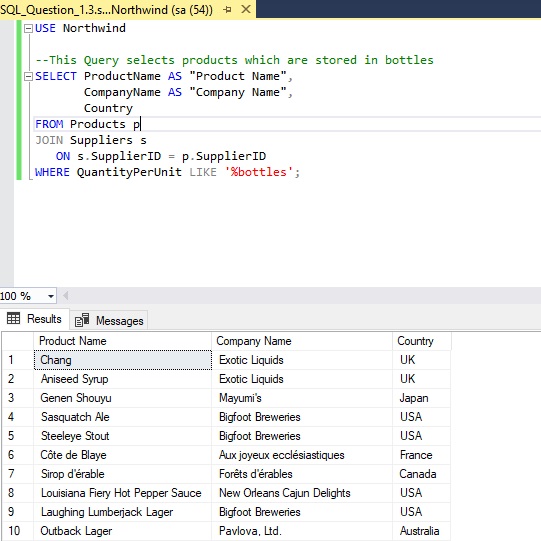 SQL_Question_1.3.s...Northwind (sa (54))
USE Northwind
--This Query selects products which are stored in bottles
SELECT ProductName AS "Product Name",
CompanyName AS "Company Name",
Country
FROM Products p
JOIN Suppliers s
ON s.SupplierID = p.SupplierID
WHERE QuantityPerUnit LIKE '%bottles';
100 %
Results Messages
Product Name Company Name Country
1 Chang Exotic Liquids UK
2 Aniseed Syrup Exotic Liquids UK
3 Genen Shouyu Mayumi's Japan
4 Sasquatch Ale Bigfoot Breweries USA
5 Steeleye Stout Bigfoot Breweries USA
6 Côte de Blaye Aux joyeux ecclésiastiques France
7 Sirop d'érable Forêts d'érables Canada
8 Louisiana Fiery Hot Pepper Sauce New Orleans Cajun Delights USA
9 Laughing Lumberjack Lager Bigfoot Breweries USA
10 Outback Lager Pavlova, Ltd. Australia